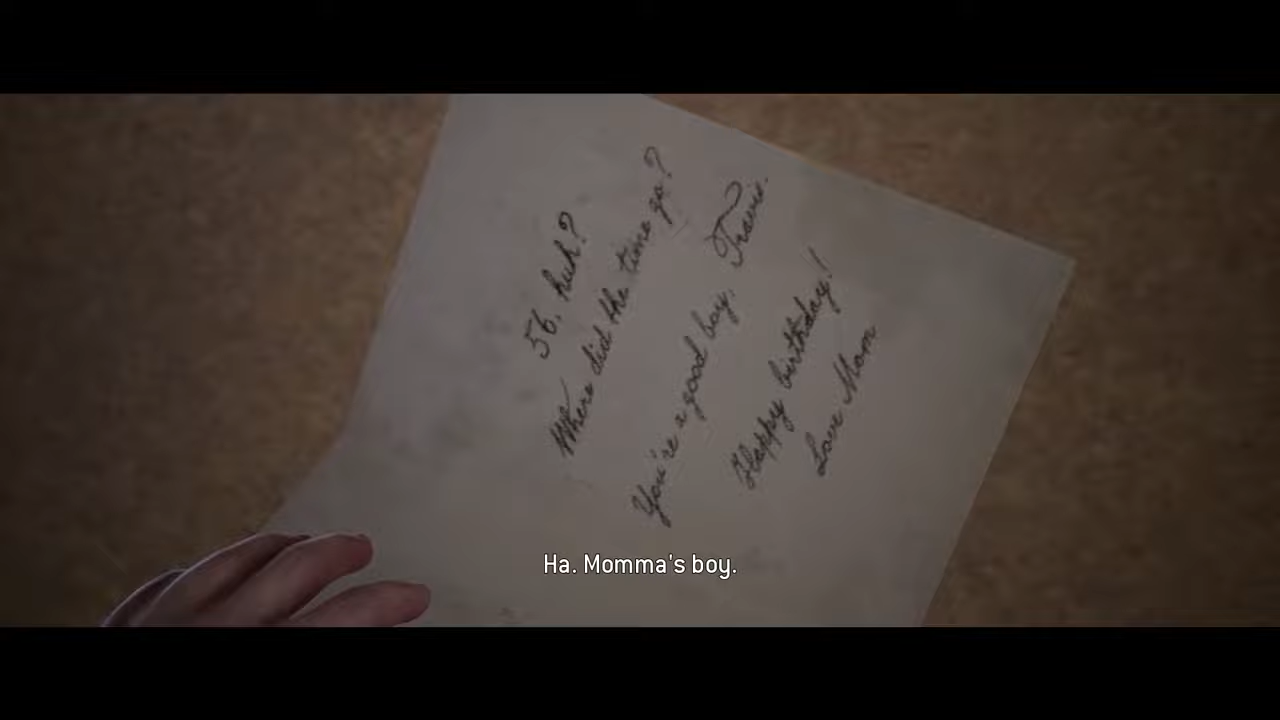 56, huh?
Where did the time go?
You're a good boy, Travis.
Happy birthday!
Love Mom
Ha. Momma's boy.